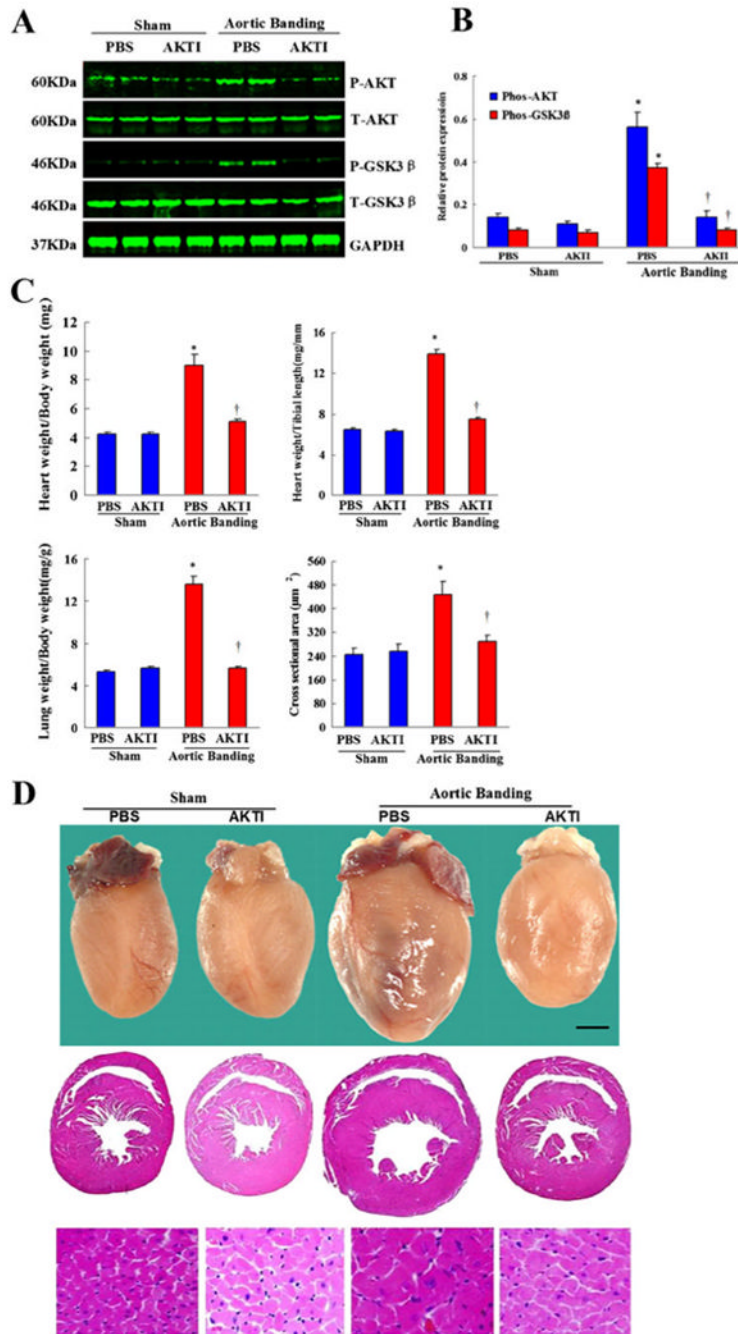 A
Sham
Aortic Banding
PBS
AKTI
PBS
AKTI
60KDa
P-AKT
60KDa
T-AKT
46KDa
P-GSK3 β
46KDa
T-GSK3 β
37KDa
GAPDH
B
Relative protein expressioin
0.8
0.6
0.4
0.2
0
Phos-AKT
Phos-GSK3ß
*
*
†
†
PBS
AKTI
PBS
AKTI
Sham
Aortic Banding
C
Heart weight/Body weight (mg)
12
10
8
6
4
2
0
*
†
PBS
AKTI
PBS
AKTI
Sham
Aortic Banding
Heart weight/Tibial length(mg/mm
16
12
8
4
0
*
†
PBS
AKTI
PBS
AKTI
Sham
Aortic Banding
Lung weight/Body weight(mg/g)
16
12
8
4
0
*
†
PBS
AKTI
PBS
AKTI
Sham
Aortic Banding
Cross sectional area (µm²)
560
480
400
320
240
160
80
0
*
†
PBS
AKTI
PBS
AKTI
Sham
Aortic Banding
D
Sham
Aortic Banding
PBS
AKTI
PBS
AKTI